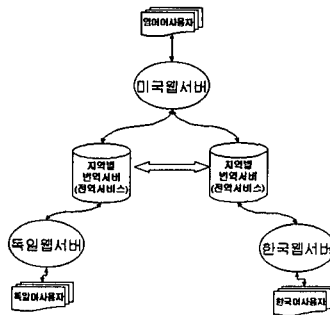 영어사용자
미국웹서버
지역별
번역서버
(전역서비스)
지역별
번역서버
(전역서비스)
독일웹서버
한국웹서버
독일어사용자
한국어사용자